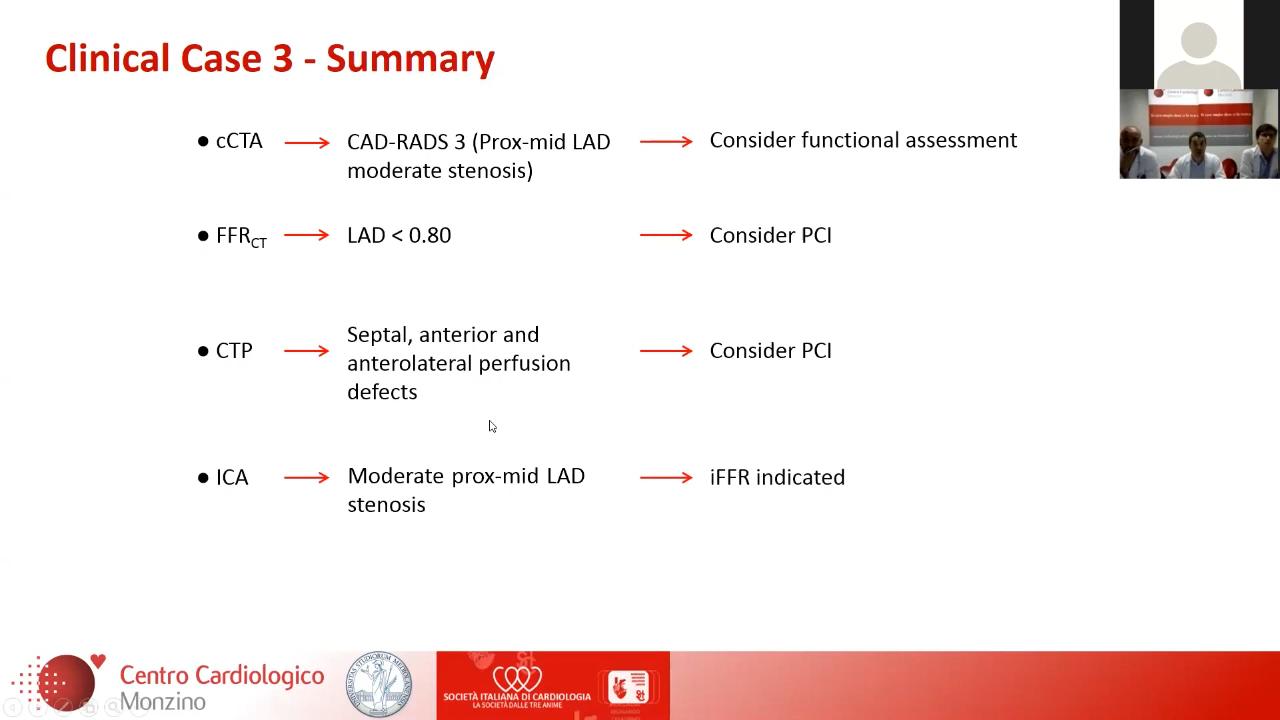 Clinical Case 3 - Summary
● cCTA
CAD-RADS 3 (Prox-mid LAD
moderate stenosis)
Consider functional assessment
● FFRCT
LAD < 0.80
Consider PCI
● CTP
Septal, anterior and
anterolateral perfusion
defects
Consider PCI
● ICA
Moderate prox-mid LAD
stenosis
iFFR indicated
Centro Cardiologico
Monzino
SOCIETÀ ITALIANA DI CARDIOLOGIA
LA SOCIETÀ DALLE TRE ANIME